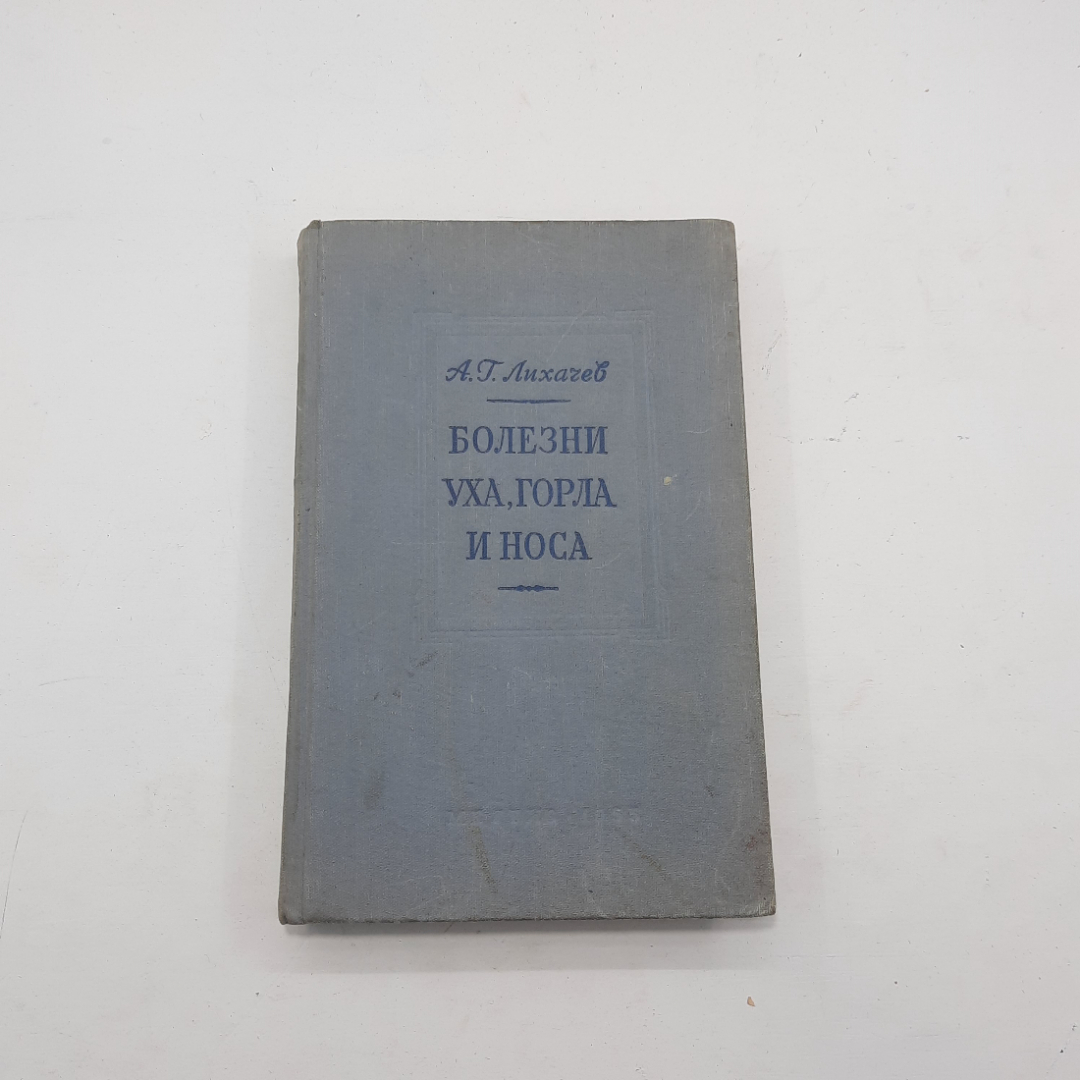 А.Г. Лихачев
БОЛЕЗНИ
УХА, ГОРЛА
И НОСА